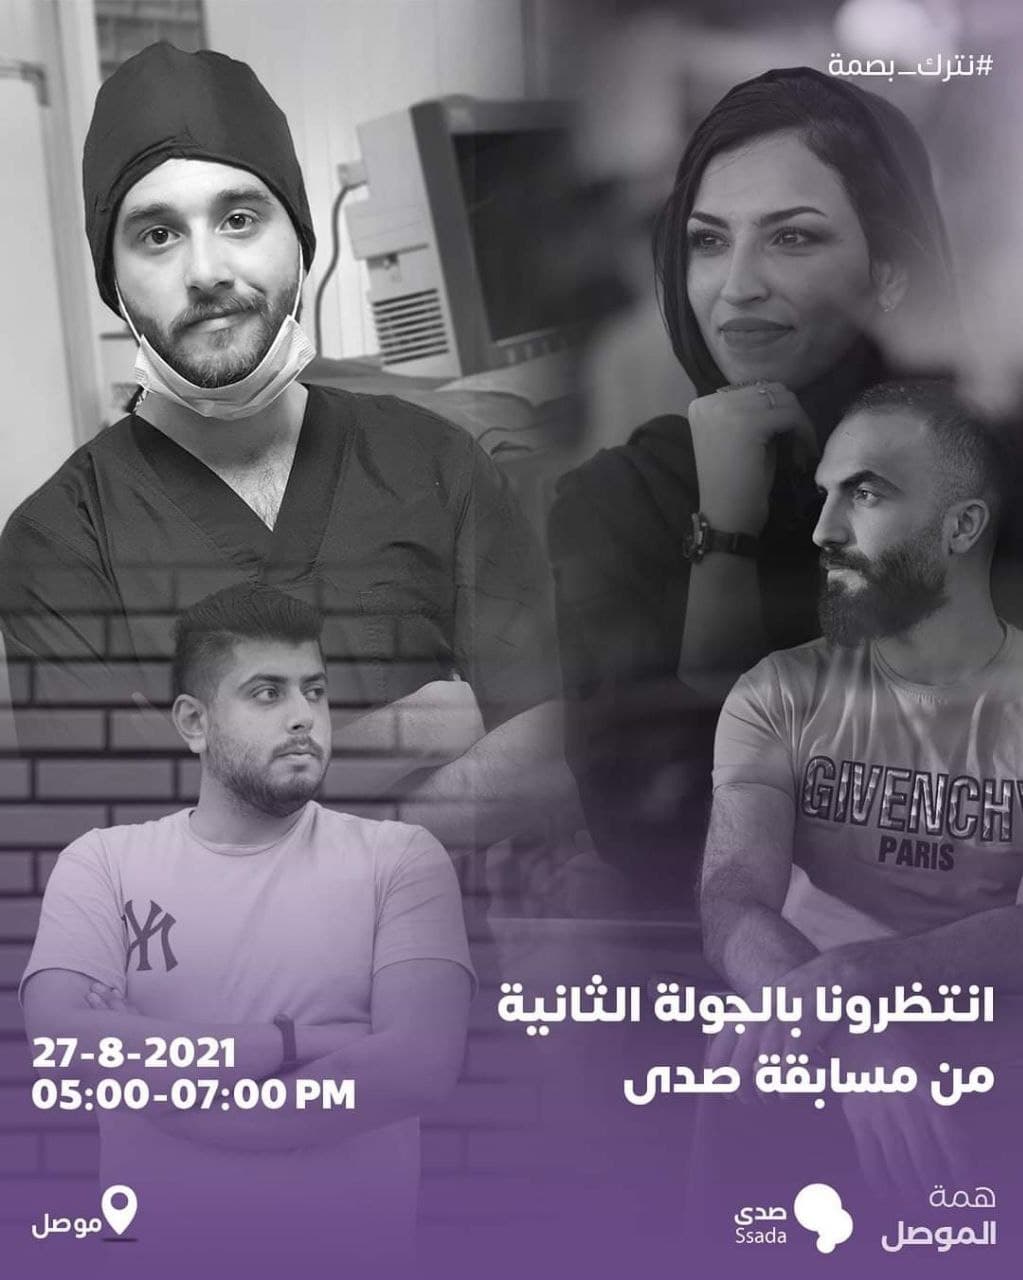 #نترك_بصمة
GIVENCHY
PARIS
NY
انتظرونا بالجولة الثانية
من مسابقة صدى
27-8-2021
05:00-07:00 PM
موصل
صدى
Ssada
همة
الموصل